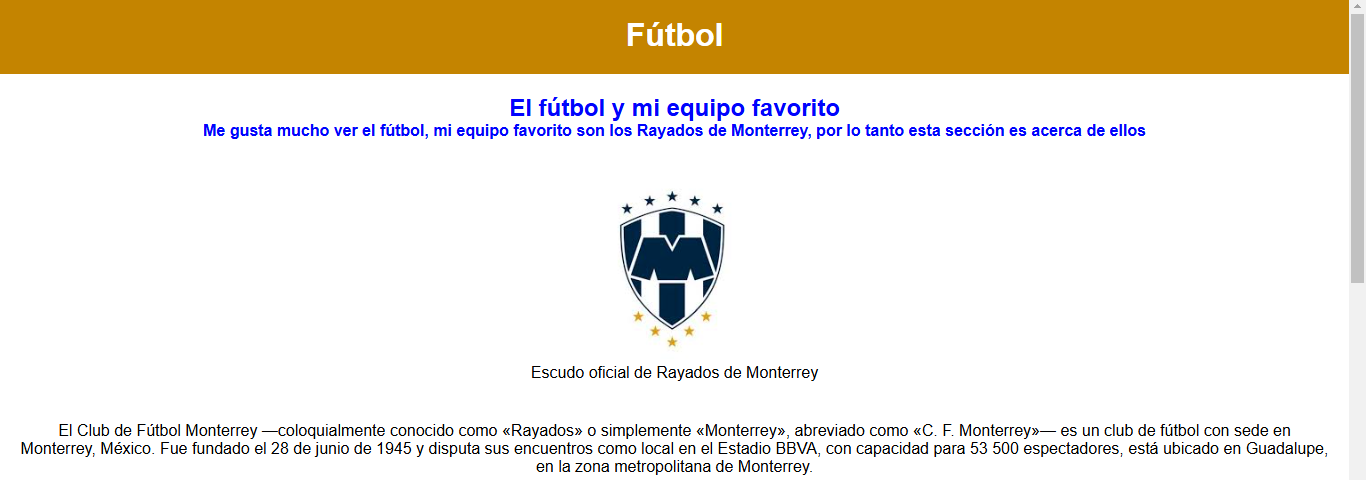 Fútbol
El fútbol y mi equipo favorito
Me gusta mucho ver el fútbol, mi equipo favorito son los Rayados de Monterrey, por lo tanto esta sección es acerca de ellos
Escudo oficial de Rayados de Monterrey
El Club de Fútbol Monterrey —coloquialmente conocido como «Rayados» o simplemente «Monterrey», abreviado como «C. F. Monterrey»— es un club de fútbol con sede en
Monterrey, México. Fue fundado el 28 de junio de 1945 y disputa sus encuentros como local en el Estadio BBVA, con capacidad para 53 500 espectadores, está ubicado en Guadalupe,
en la zona metropolitana de Monterrey.